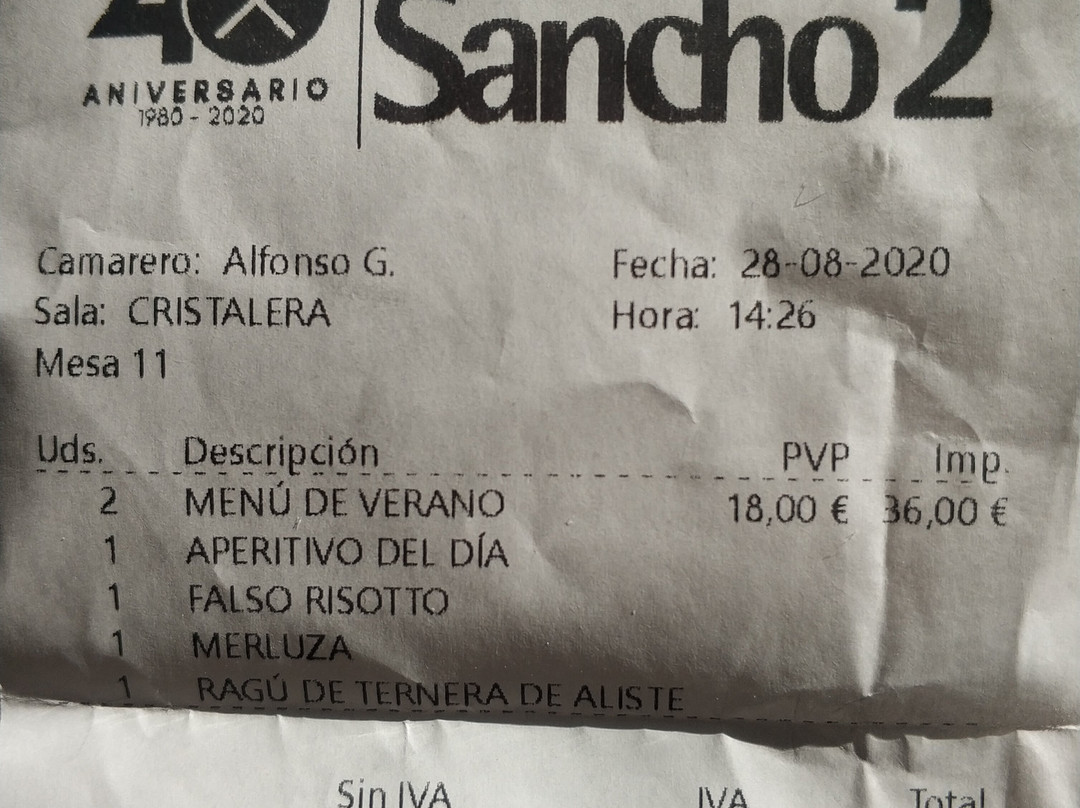 40
Sancho 2
ANIVERSARIO
1980 - 2020
Camarero: Alfonso G.
Fecha: 28-08-2020
Sala: CRISTALERA
Hora: 14:26
Mesa 11
Uds. Descripción PVP Imp.
2 MENÚ DE VERANO 18,00 € 36,00 €
1 APERITIVO DEL DÍA
1 FALSO RISOTTO
1 MERLUZA
1 RAGÚ DE TERNERA DE ALISTE
Sin IVA IVA Total